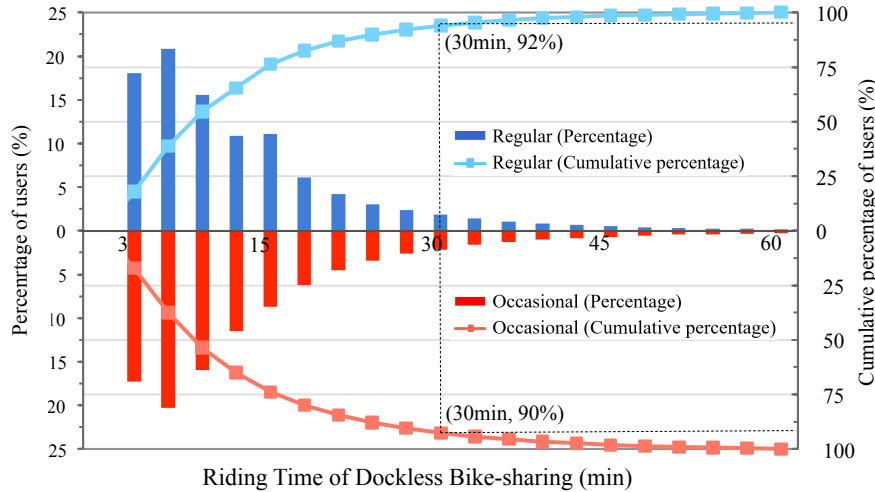 25
20
15
10
5
0
5
10
15
20
25
Percenrtage of users (%)
100
75
50
25
0
25
50
75
100
Cumulative percentage of users (%)
(30min, 92%)
Regular (Percentage)
Regular (Cumulative percentage)
3
15
30
45
60
Occasional (Percentage)
Occasional (Cumulative percentage)
(30min, 90%)
Riding Time of Dockless Bike-sharing (min)